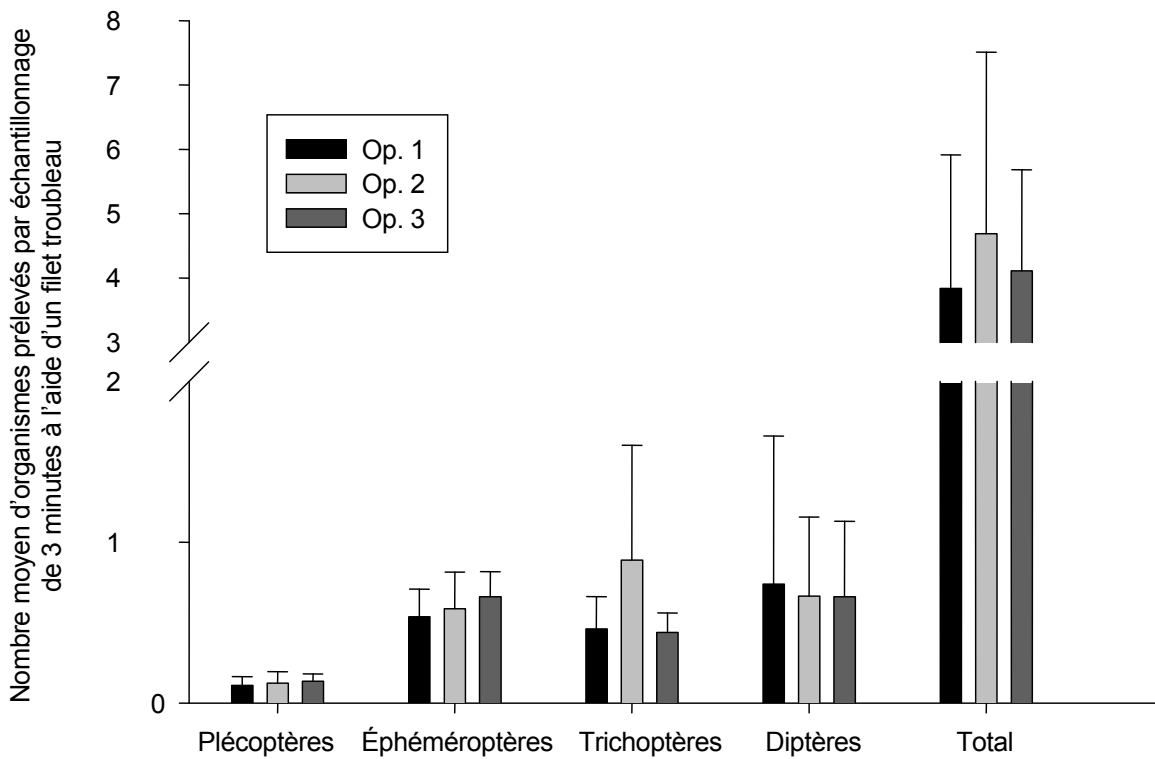 Nombre moyen d'organismes prélevés par échantillonnage
de 3 minutes à l'aide d'un filet troubleau
8
7
6
5
4
3
2
1
0
Op. 1
Op. 2
Op. 3
Plécoptères
Éphéméroptères
Trichoptères
Diptères
Total